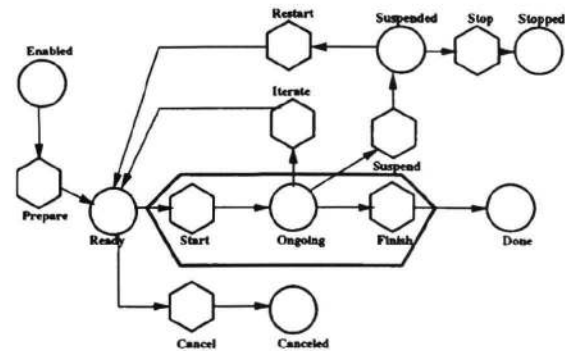 Restart
Suspended
Stop
Stopped
Enabled
Iterate
Suspend
Prepare
Ready
Start
Ongoing
Finish
Done
Cancel
Canceled